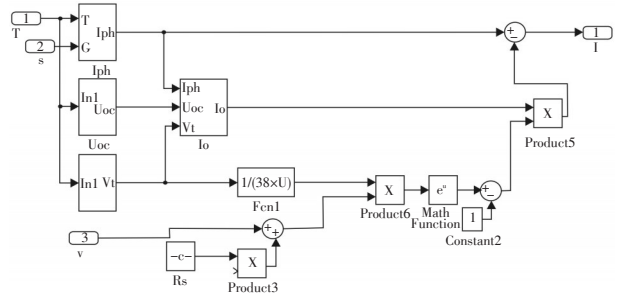 1
T
2
s
T
G
Iph
Iph
In1
Uoc
Uoc
In1 Vt
Iph
Uoc Io
Vt
Io
1/(38×U)
Fcn1
X
Product6
eᵘ
Math
Function
1
Constant2
X
Product5
1
I
3
v
-c-
Rs
X
Product3